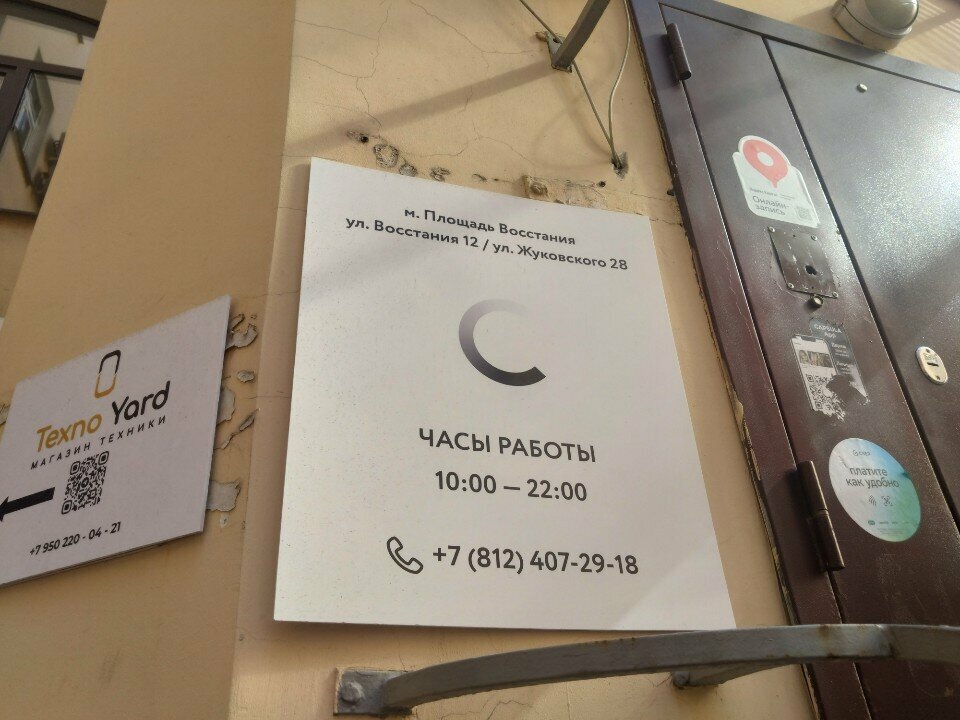 м. Площадь Восстания
ул. Восстания 12 / ул. Жуковского 28
ЧАСЫ РАБОТЫ
10:00 — 22:00
+7 (812) 407-29-18
Texno Yard
МАГАЗИН ТЕХНИКИ
+7 950 220 - 04 - 21
Онлайн-
запись
CAPSULA
платите
как удобно